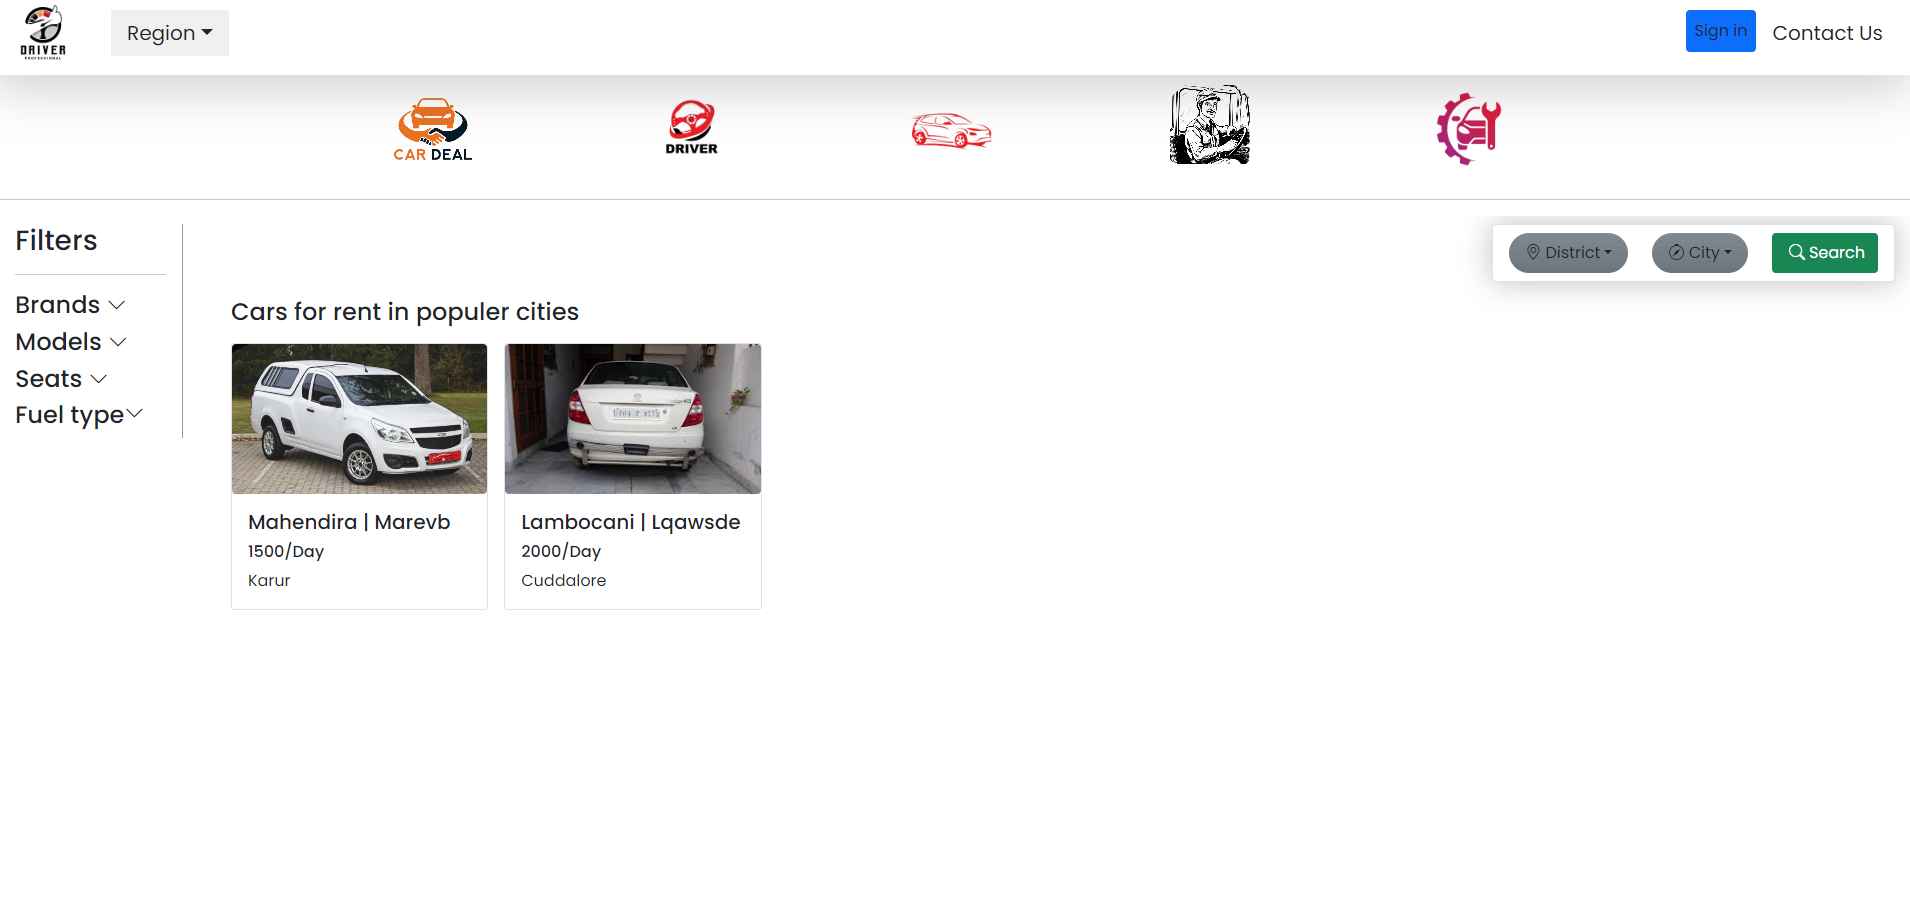 DRIVER
PROFESSIONAL
Region
Sign in
Contact Us
CAR DEAL
DRIVER
Filters
District
City
Search
Brands
Models
Seats
Fuel type
Cars for rent in populer cities
Mahendira | Marevb
1500/Day
Karur
Lambocani | Lqawsde
2000/Day
Cuddalore